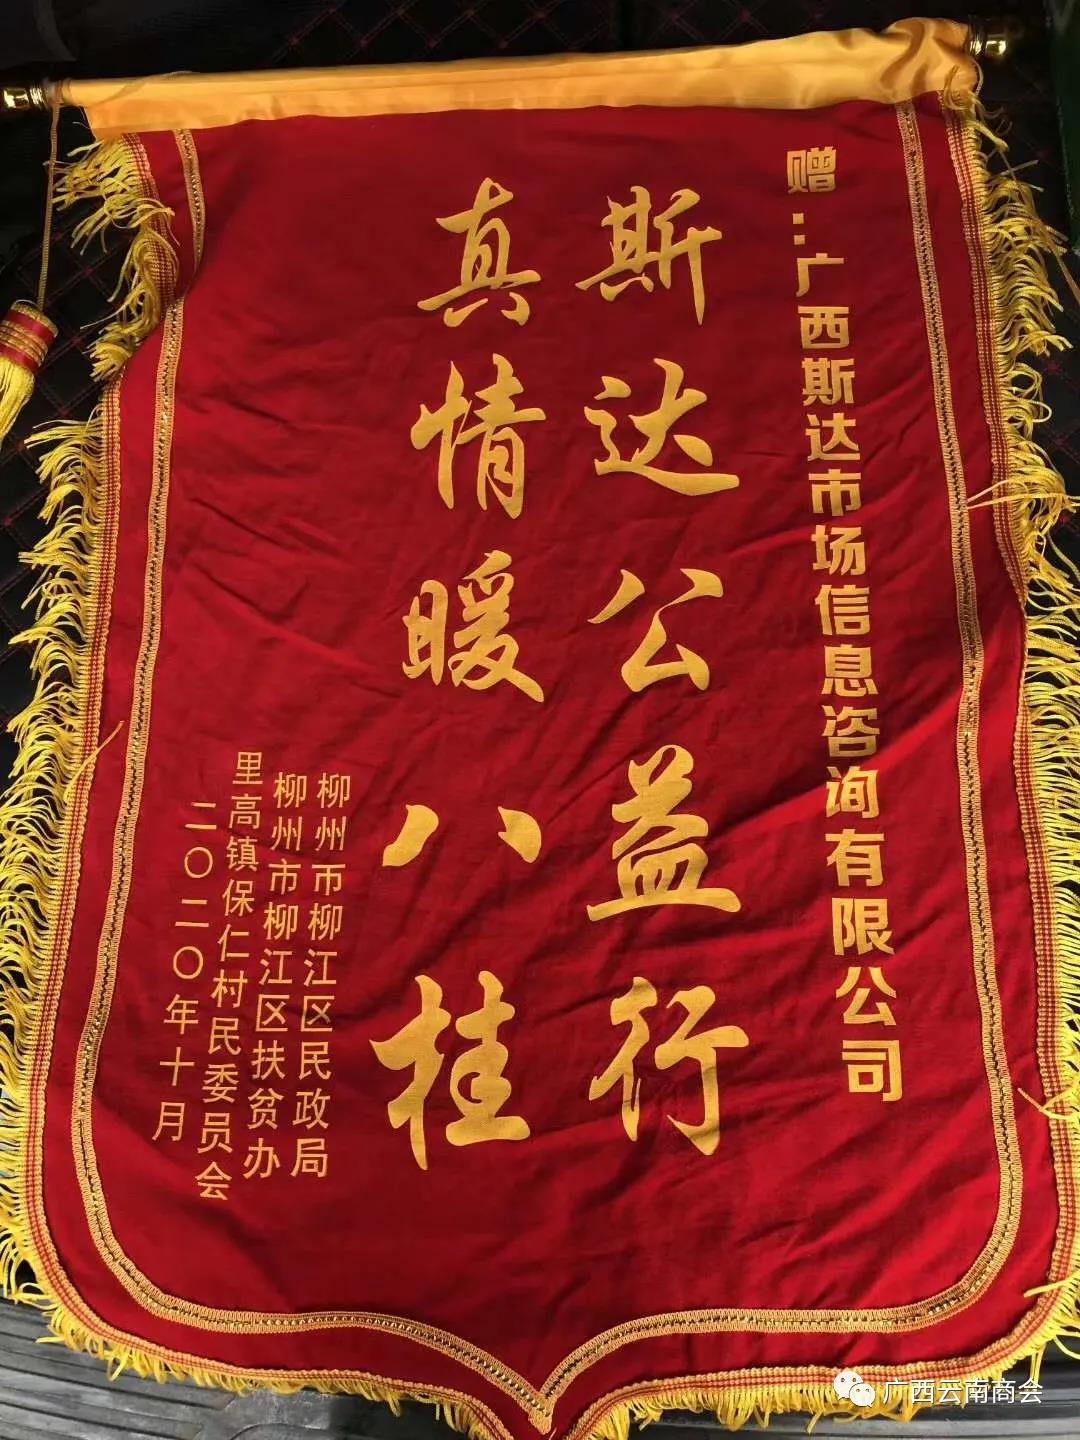 赠:广西斯达市场信息咨询有限公司
斯达公益行
真情暖八桂
柳州市柳江区民政局
柳州市柳江区扶贫办
里高镇保仁村民委员会
二〇二〇年十月
广西云南商会